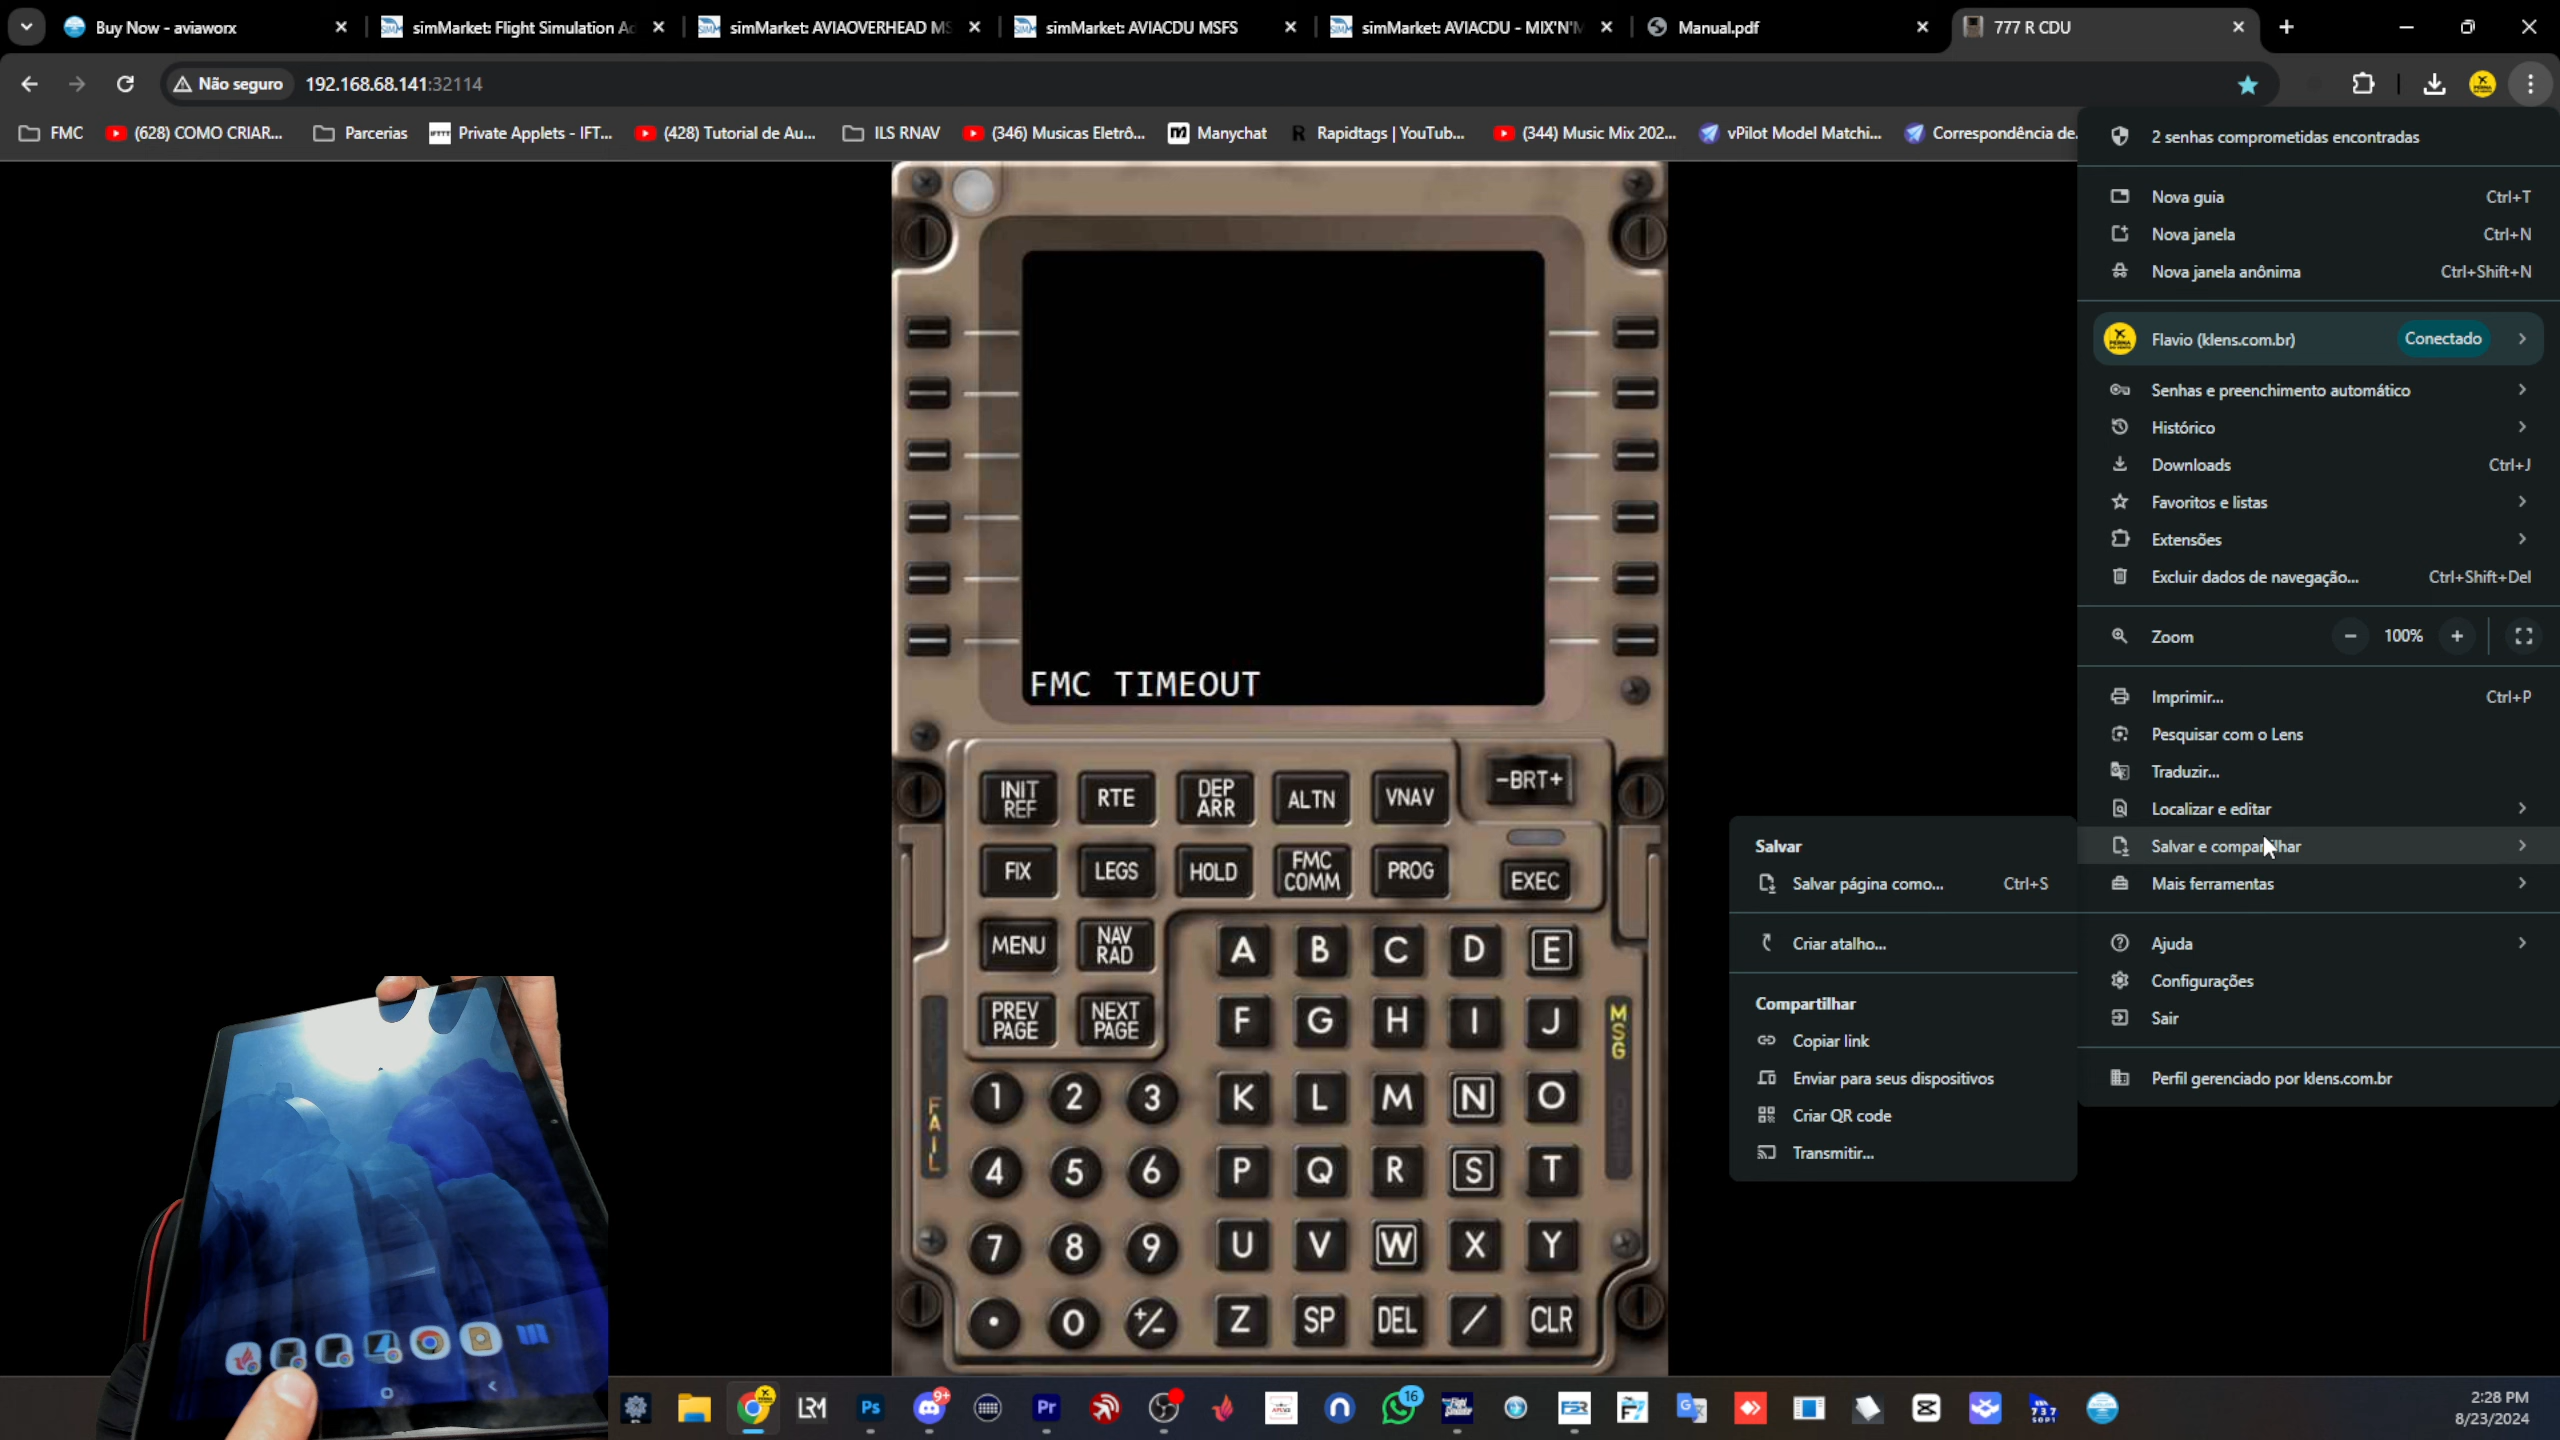 Buy Now - aviaworx
simMarket: Flight Simulation Ad
simMarket: AVIAOVERHEAD MS
simMarket: AVIACDU MSFS
simMarket: AVIACDU - MIX'N'M
Manual.pdf
777 R CDU
Não seguro
192.168.68.141:32114
FMC
(628) COMO CRIAR...
Parcerias
IFTTT
Private Applets - IFT...
(428) Tutorial de Au...
ILS RNAV
(346) Musicas Eletrô...
Manychat
Rapidtags | YouTub...
(344) Music Mix 202...
vPilot Model Matchi...
Correspondência de
2 senhas comprometidas encontradas
Nova guia Ctrl+T
Nova janela Ctrl+N
Nova janela anônima Ctrl+Shift+N
Flavio (klens.com.br) Conectado
Senhas e preenchimento automático
Histórico
Downloads Ctrl+J
Favoritos e listas
Extensões
Excluir dados de navegação... Ctrl+Shift+Del
Zoom − 100% +
Imprimir... Ctrl+P
Pesquisar com o Lens
Traduzir...
Localizar e editar
Salvar e compartilhar
Mais ferramentas
Ajuda
Configurações
Sair
Perfil gerenciado por klens.com.br
Salvar
Salvar página como... Ctrl+S
Criar atalho...
Compartilhar
Copiar link
Enviar para seus dispositivos
Criar QR code
Transmitir...
FMC TIMEOUT
INIT
REF
RTE
DEP
ARR
ALTN
VNAV
-BRT+
FIX
LEGS
HOLD
FMC
COMM
PROG
EXEC
MENU
NAV
RAD
A B C D E
PREV
PAGE
NEXT
PAGE
F G H I J
1 2 3 K L M N O
4 5 6 P Q R S T
7 8 9 U V W X Y
. 0 +/- Z SP DEL / CLR
FAIL
MSG
LRM
Ps
9+
Pr
16
FSR
737
2:28 PM
8/23/2024